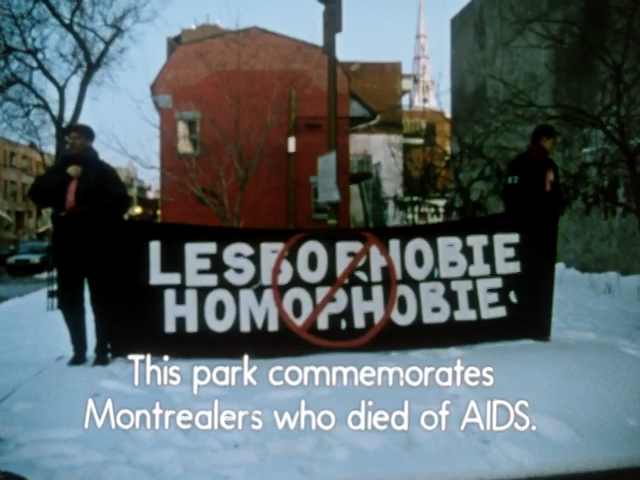 LESBOPHOBIE
HOMOPHOBIE
This park commemorates
Montrealers who died of AIDS.